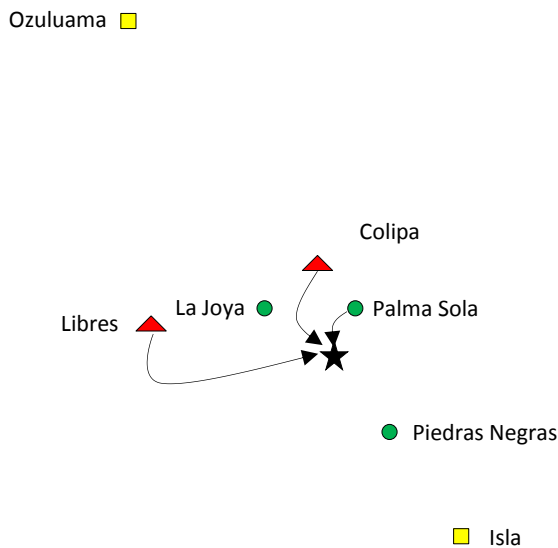 Ozuluama
Colipa
La Joya
Palma Sola
Libres
Piedras Negras
Isla